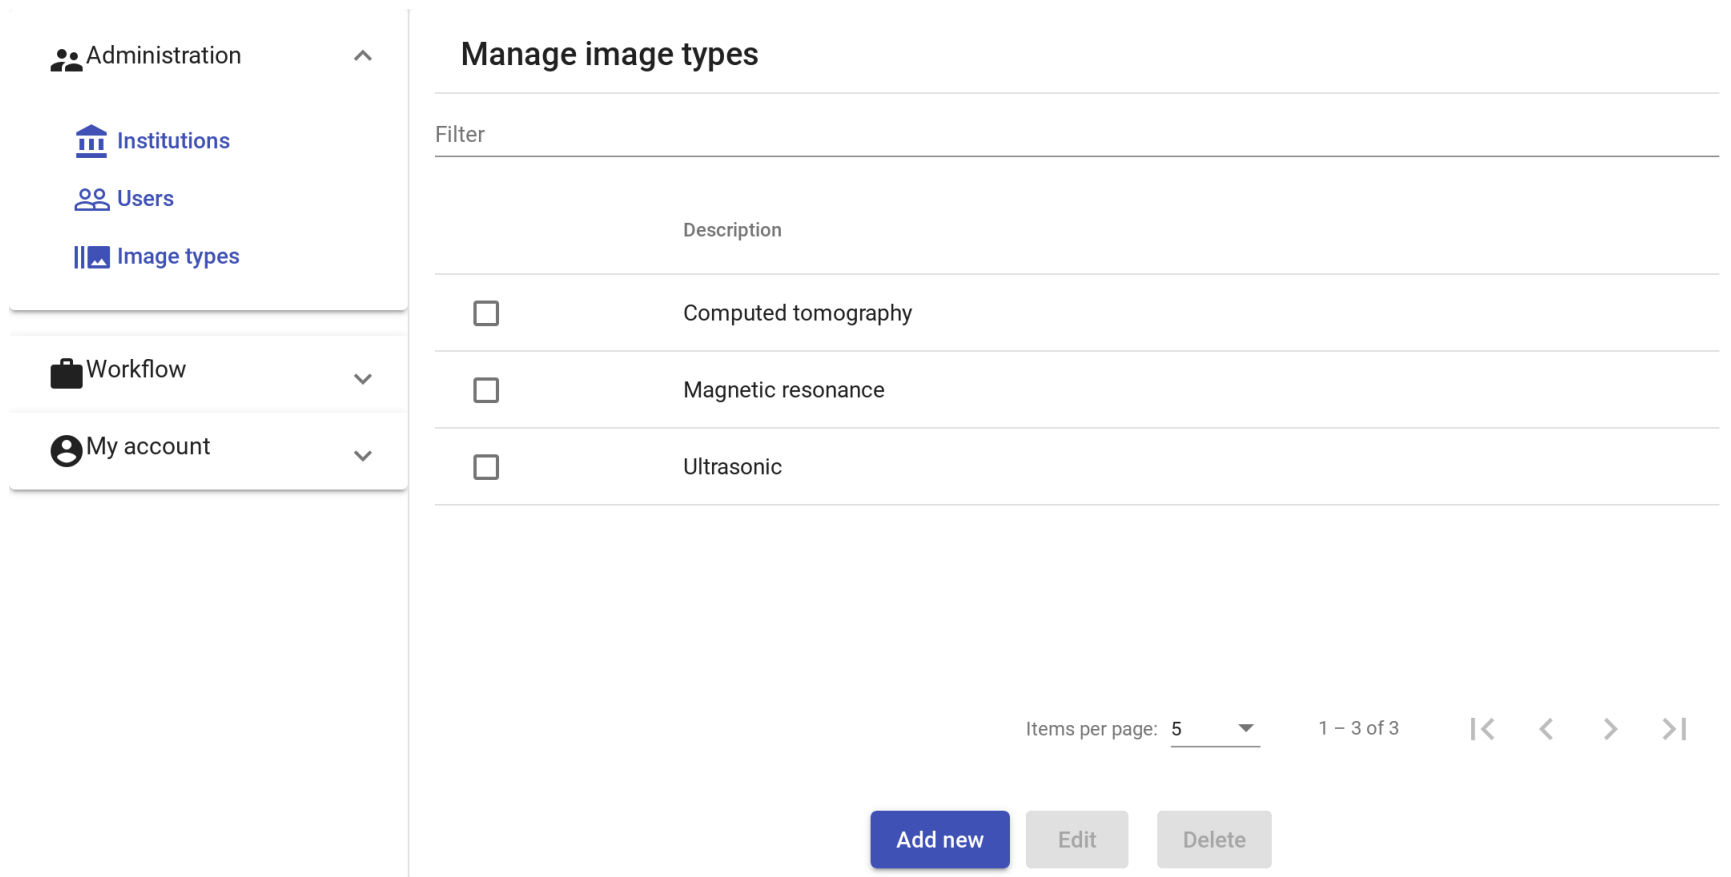 Administration
Institutions
Users
Image types
Workflow
My account
Manage image types
Filter
Description
Computed tomography
Magnetic resonance
Ultrasonic
Items per page: 5 1 – 3 of 3
Add new Edit Delete